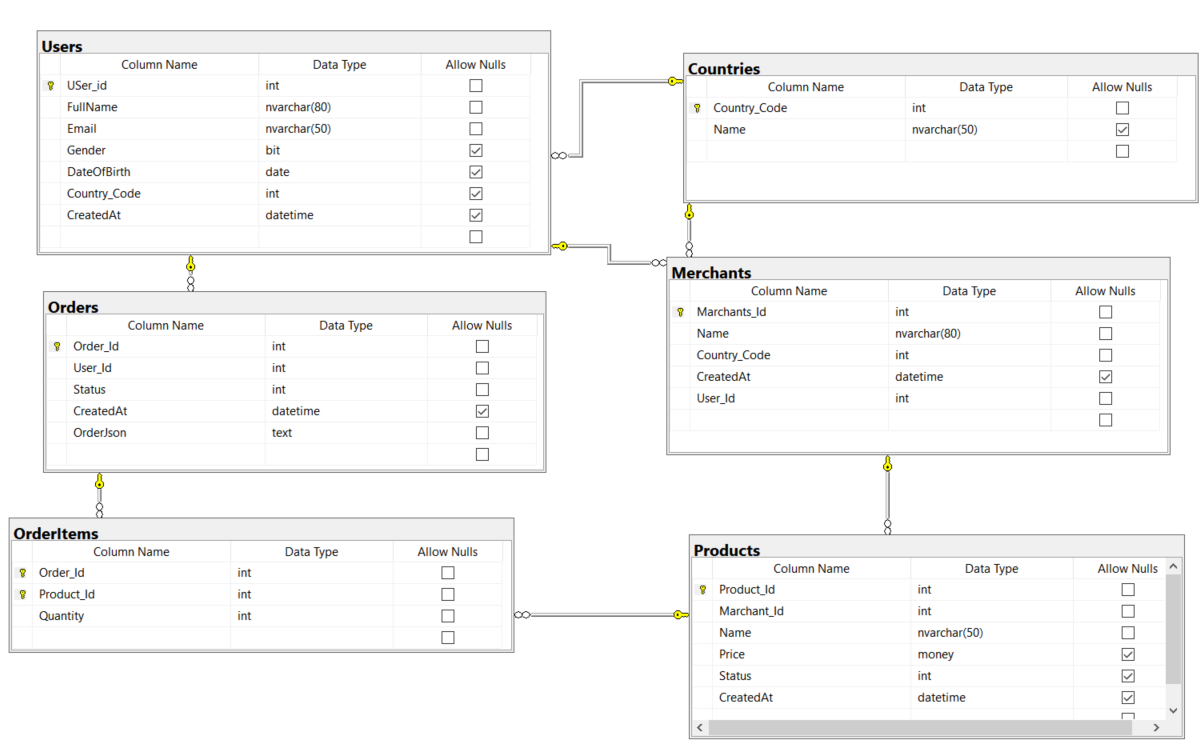 Users
Column Name Data Type Allow Nulls
USer_id int
FullName nvarchar(80)
Email nvarchar(50)
Gender bit
DateOfBirth date
Country_Code int
CreatedAt datetime
Countries
Column Name Data Type Allow Nulls
Country_Code int
Name nvarchar(50)
Merchants
Column Name Data Type Allow Nulls
Marchants_Id int
Name nvarchar(80)
Country_Code int
CreatedAt datetime
User_Id int
Orders
Column Name Data Type Allow Nulls
Order_Id int
User_Id int
Status int
CreatedAt datetime
OrderJson text
OrderItems
Column Name Data Type Allow Nulls
Order_Id int
Product_Id int
Quantity int
Products
Column Name Data Type Allow Nulls
Product_Id int
Marchant_Id int
Name nvarchar(50)
Price money
Status int
CreatedAt datetime